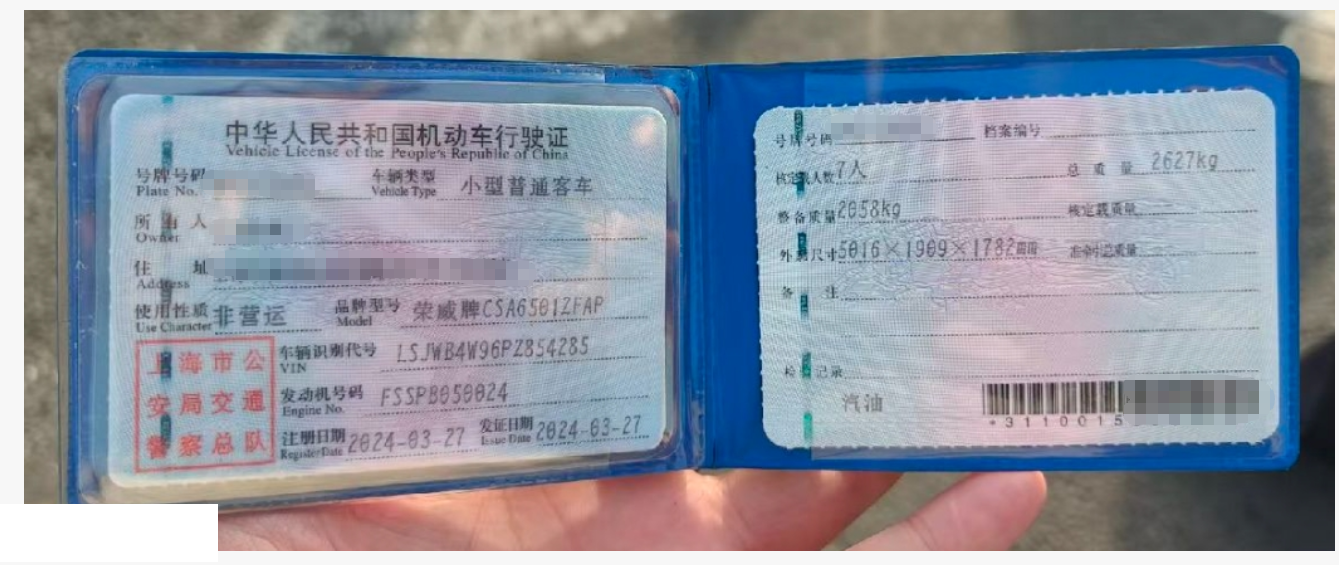 中华人民共和国机动车行驶证
Vehicle License of the People's Republic of China
号牌号码 车辆类型 小型普通客车
Plate No. Vehicle Type
所有人
Owner
住 址
Address
使用性质 非营运 品牌型号 荣威牌CSA6501ZFAP
Use Character Model
上海市公安局交通警察总队
车辆识别代号 LSJWB4W96PZ854285
VIN
发动机号码 FSSPB050024
Engine No.
注册日期 2024-03-27 发证日期 2024-03-27
Register Date Issue Date
号牌号码 档案编号
核定载人数 7人 总质量 2627kg
整备质量 2058kg 核定载质量
外廓尺寸 5016×1909×1782 准牵引总质量
备 注
检验记录
汽油
*3110015